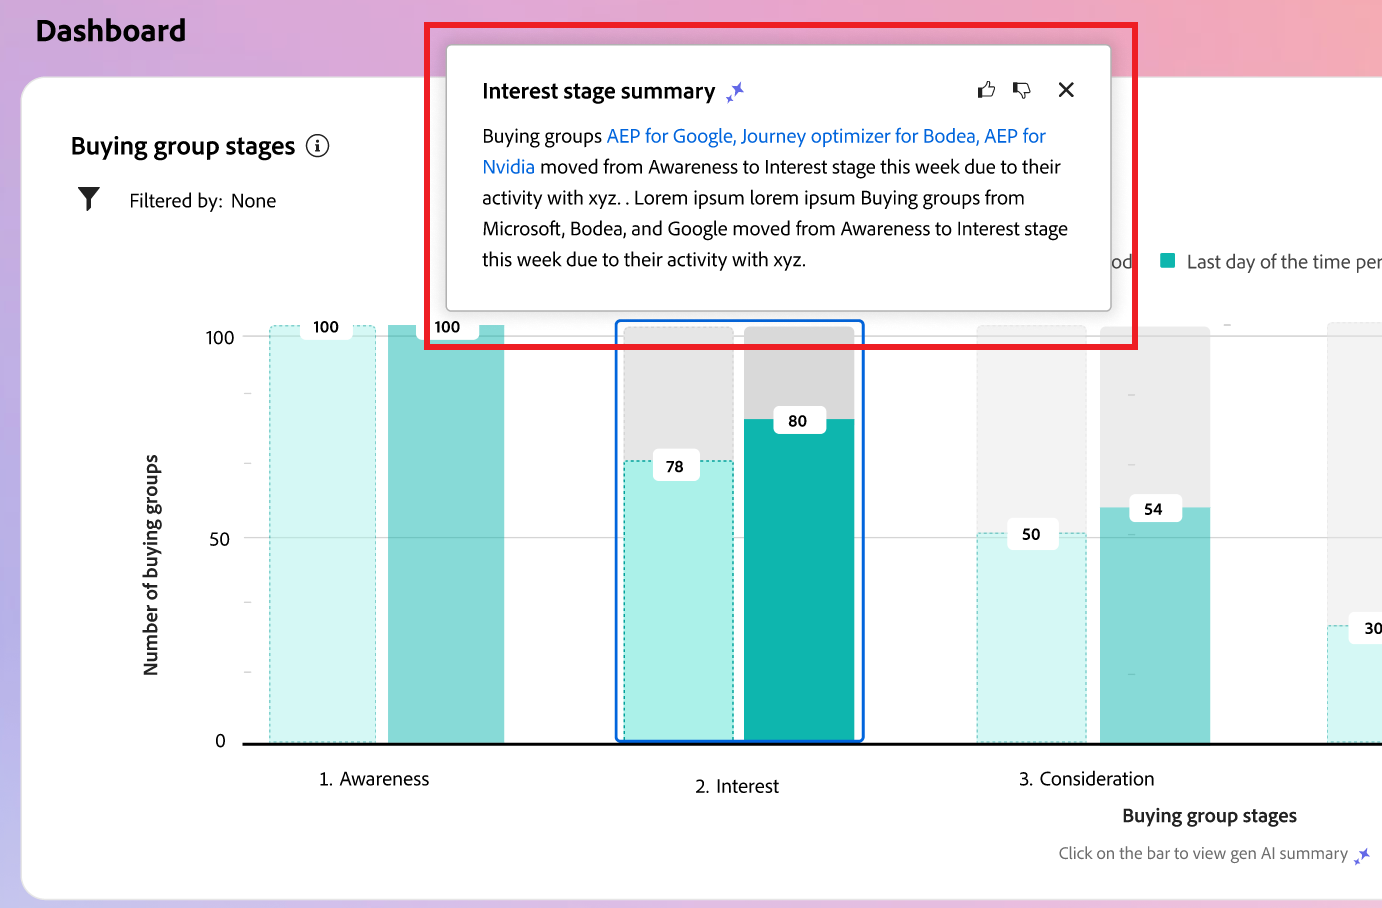 Dashboard
Interest stage summary
Buying groups AEP for Google, Journey optimizer for Bodea, AEP for
Nvidia moved from Awareness to Interest stage this week due to their
activity with xyz. . Lorem ipsum lorem ipsum Buying groups from
Microsoft, Bodea, and Google moved from Awareness to Interest stage
this week due to their activity with xyz.
Buying group stages
Filtered by: None
Last day of the time per
100
50
0
Number of buying groups
100
100
78
80
50
54
30
1. Awareness
2. Interest
3. Consideration
Buying group stages
Click on the bar to view gen AI summary